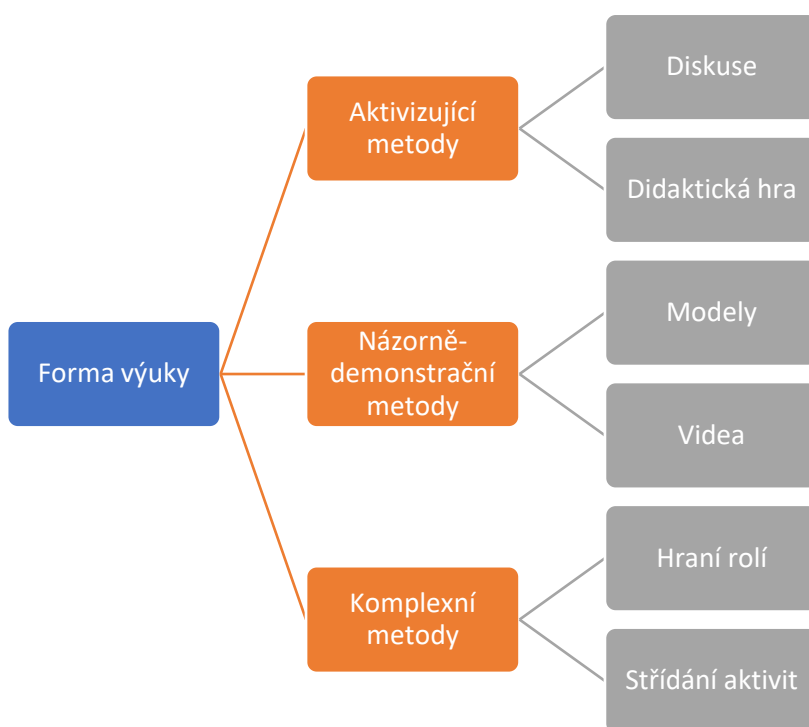 Forma výuky
Aktivizující
metody
Diskuse
Didaktická hra
Názorně-
demonstrační
metody
Modely
Videa
Komplexní
metody
Hraní rolí
Střídání aktivit